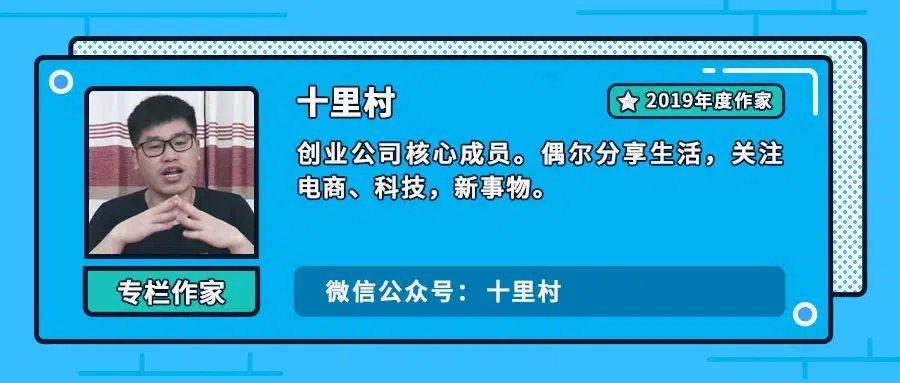 十里村
2019年度作家
创业公司核心成员。偶尔分享生活，关注
电商、科技，新事物。
专栏作家
微信公众号：十里村